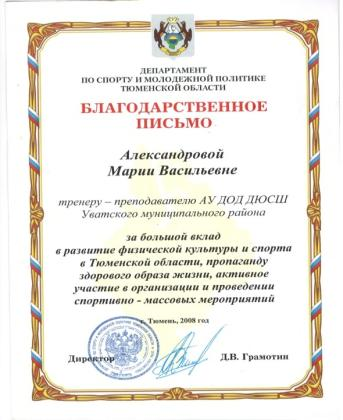 ДЕПАРТАМЕНТ
ПО СПОРТУ И МОЛОДЕЖНОЙ ПОЛИТИКЕ
ТЮМЕНСКОЙ ОБЛАСТИ
БЛАГОДАРСТВЕННОЕ
ПИСЬМО
Александровой
Марии Васильевне
тренеру – преподавателю АУ ДОД ДЮСШ
Уватского муниципального района
за большой вклад
в развитие физической культуры и спорта
в Тюменской области, пропаганду
здорового образа жизни, активное
участие в организации и проведении
спортивно - массовых мероприятий
г. Тюмень, 2008 год
Директор Д.В. Грамотин